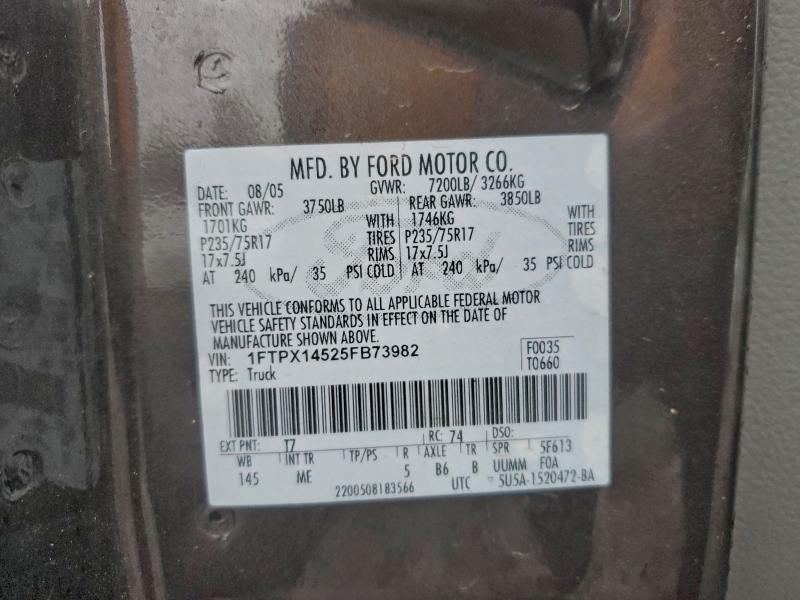 MFD. BY FORD MOTOR CO.
DATE: 08/05 GVWR: 7200LB/ 3266KG
FRONT GAWR: 3750LB REAR GAWR: 3850LB
1701KG WITH 1746KG WITH
P235/75R17 TIRES P235/75R17 TIRES
17x7.5J RIMS 17x7.5J RIMS
AT 240 kPa/ 35 PSI COLD AT 240 kPa/ 35 PSI COLD
THIS VEHICLE CONFORMS TO ALL APPLICABLE FEDERAL MOTOR
VEHICLE SAFETY STANDARDS IN EFFECT ON THE DATE OF
MANUFACTURE SHOWN ABOVE.
VIN: 1FTPX14525FB73982 F0035
TYPE: Truck T0660
EXT PNT: T7 RC: 74 DSO:
WB INT TR TP/PS R AXLE TR SPR 5F613
145 ME 5 B6 B UUMM F0A
2200508183566 UTC 5U5A-1520472-BA
Ford